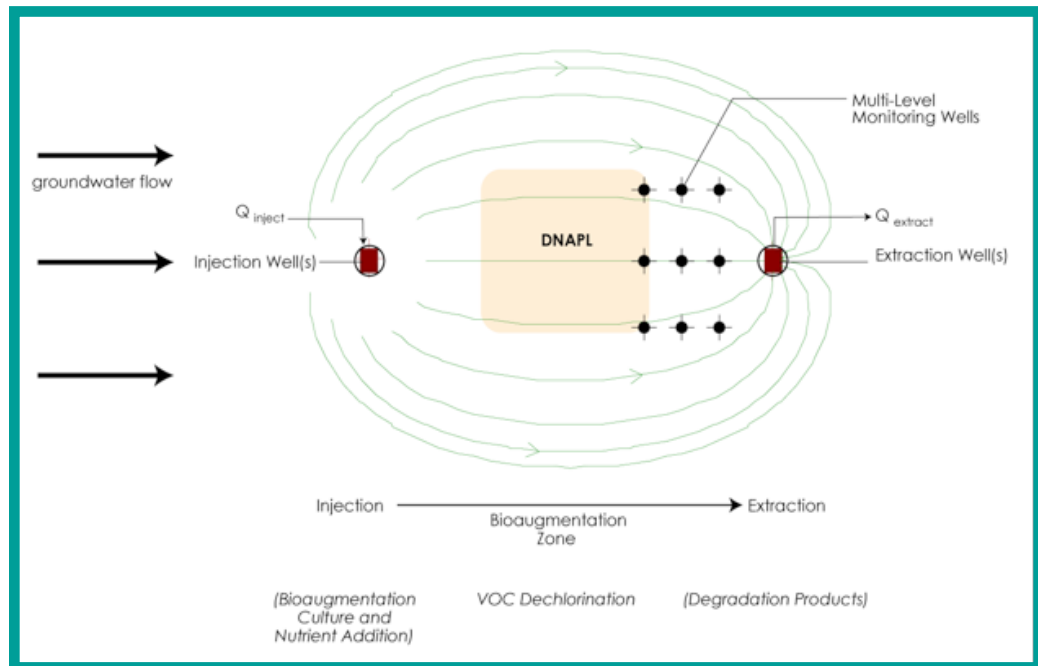 Multi-Level
Monitoring Wells
groundwater flow
Q inject
Q extract
DNAPL
Injection Well(s)
Extraction Well(s)
Injection
Extraction
Bioaugmentation
Zone
(Bioaugmentation
Culture and
Nutrient Addition)
VOC Dechlorination
(Degradation Products)